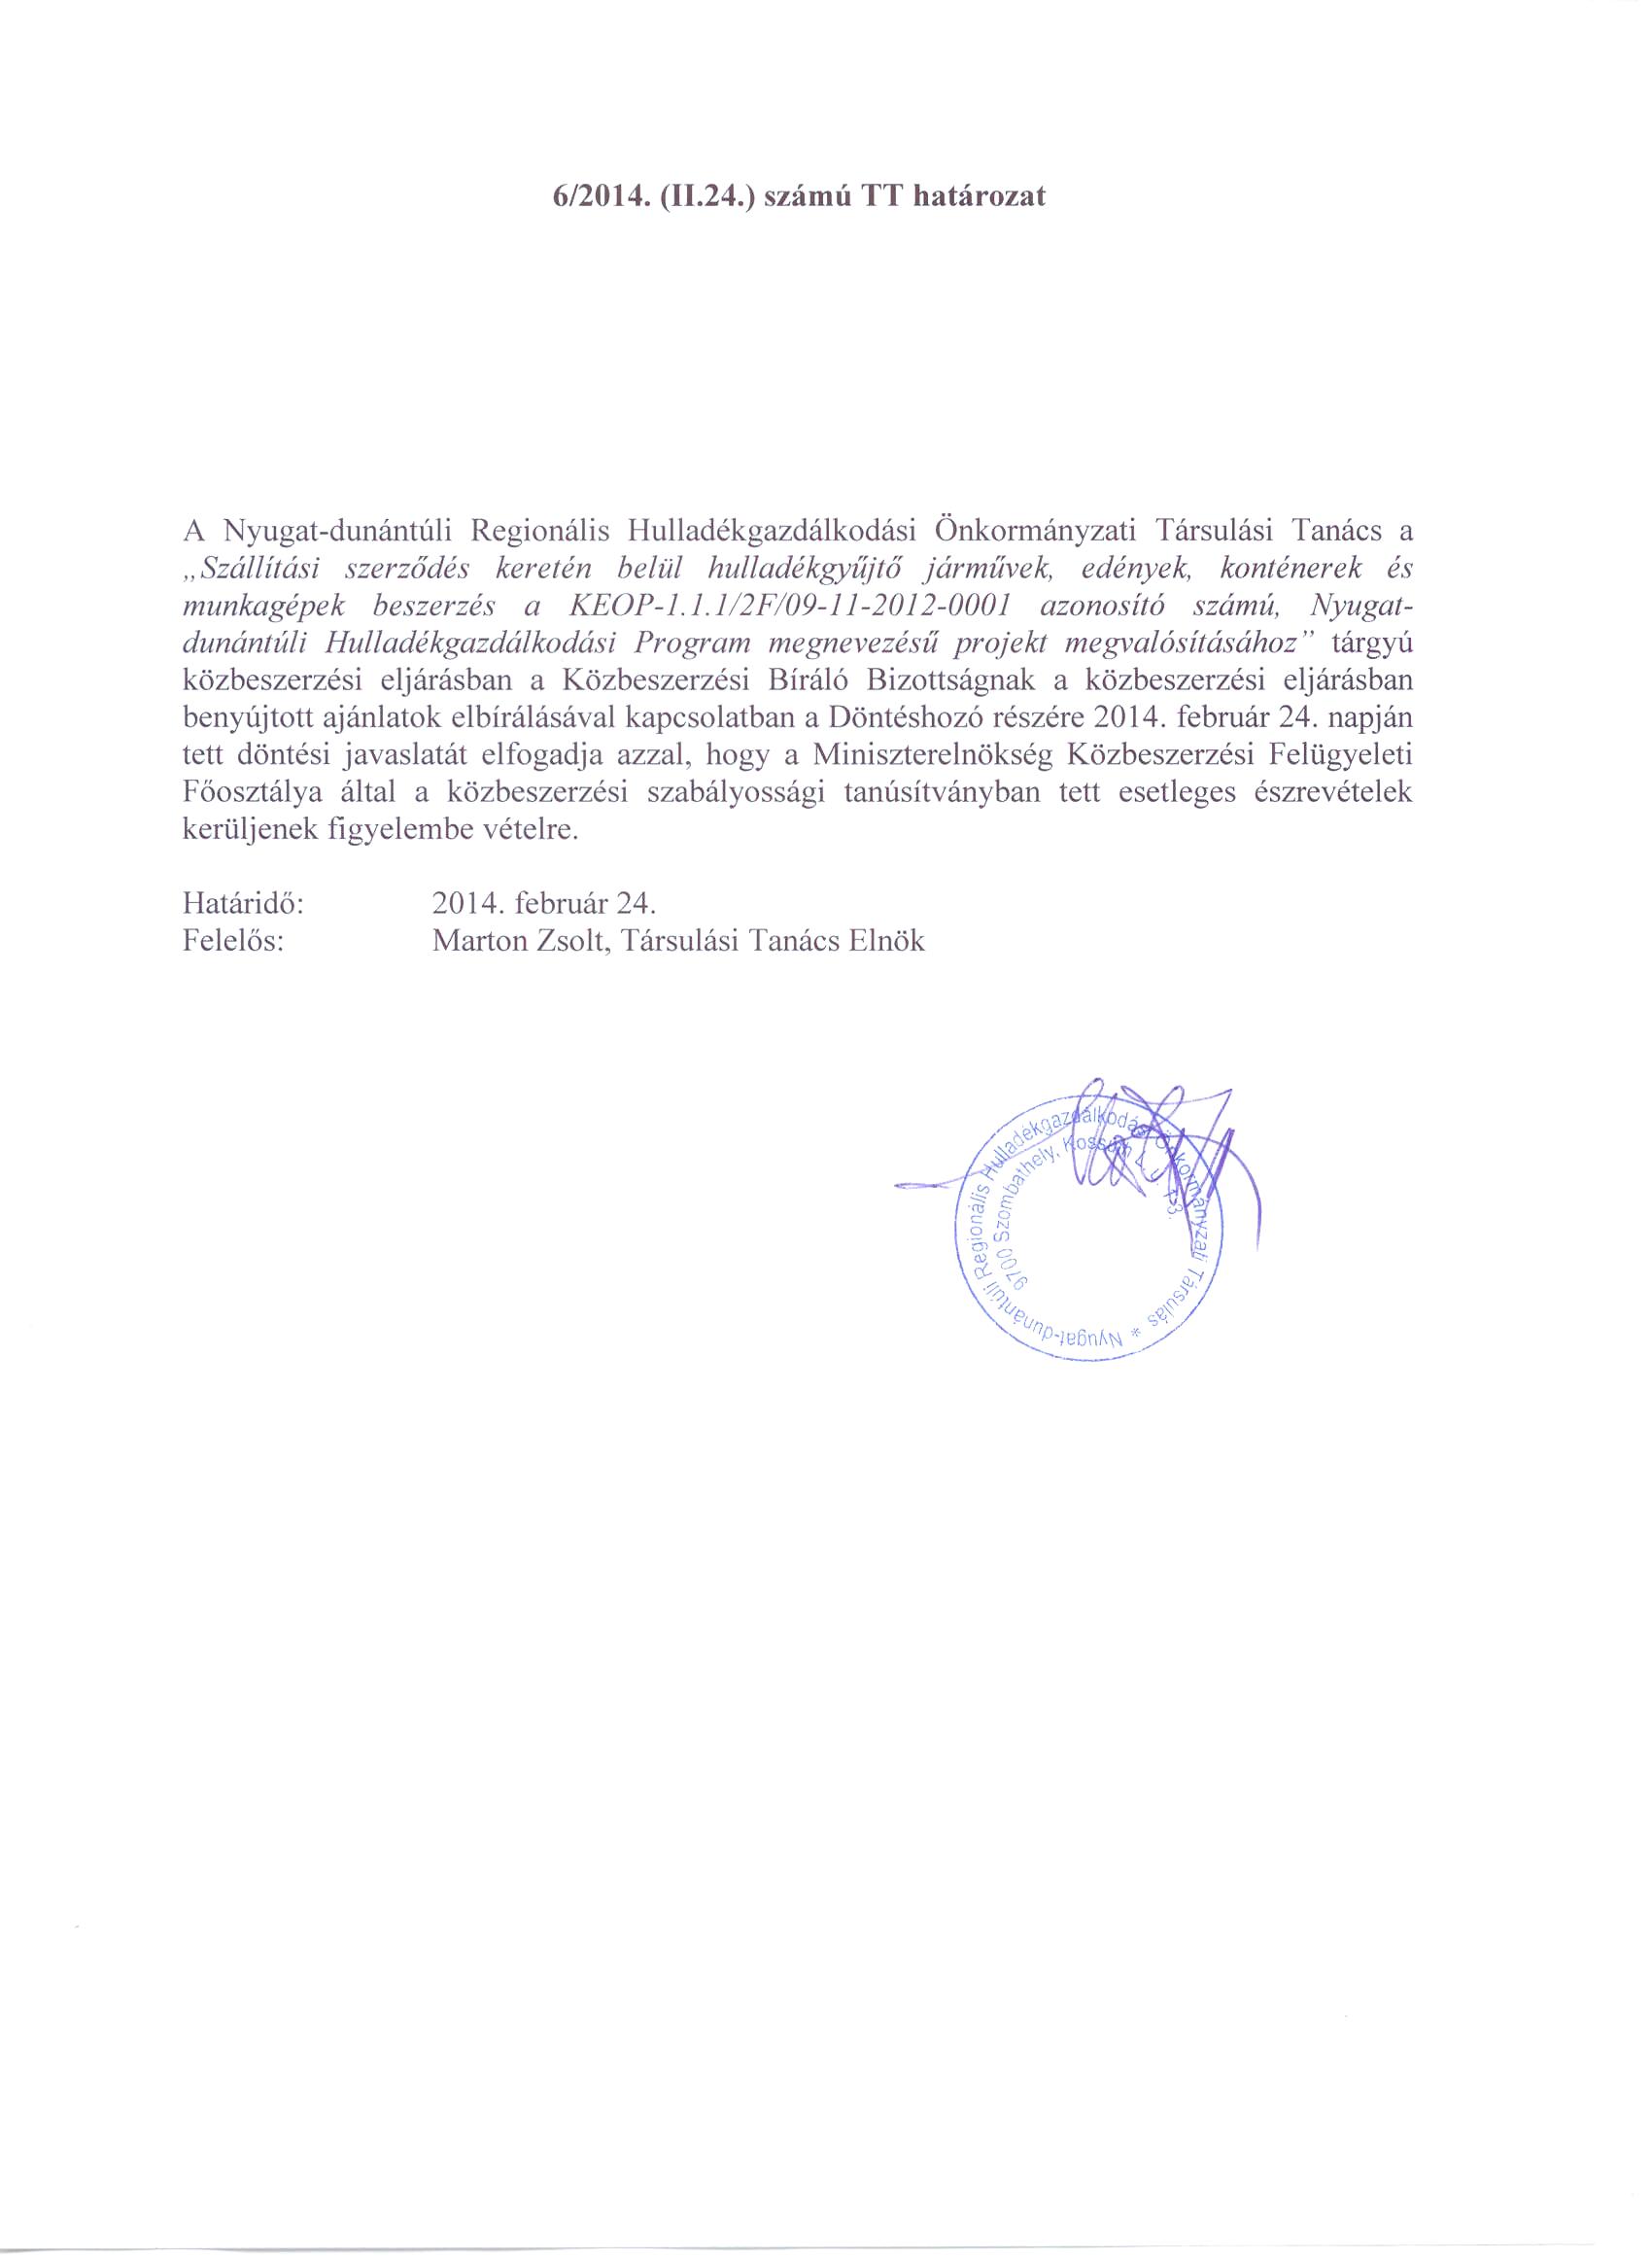 6/2014. (II.24.) számú TT határozat
A Nyugat-dunántúli Regionális Hulladékgazdálkodási Önkormányzati Társulási Tanács a
„Szállítási szerződés keretén belül hulladékgyűjtő járművek, edények, konténerek és
munkagépek beszerzés a KEOP-1.1.1/2F/09-11-2012-0001 azonosító számú, Nyugat-
dunántúli Hulladékgazdálkodási Program megnevezésű projekt megvalósításához” tárgyú
közbeszerzési eljárásban a Közbeszerzési Bíráló Bizottságnak a közbeszerzési eljárásban
benyújtott ajánlatok elbírálásával kapcsolatban a Döntéshozó részére 2014. február 24. napján
tett döntési javaslatát elfogadja azzal, hogy a Miniszterelnökség Közbeszerzési Felügyeleti
Főosztálya által a közbeszerzési szabályossági tanúsítványban tett esetleges észrevételek
kerüljenek figyelembe vételre.
Határidő: 2014. február 24.
Felelős: Marton Zsolt, Társulási Tanács Elnök
Nyugat-dunántúli Regionális Hulladékgazdálkodási Önkormányzati Társulás *
9700 Szombathely, Kossuth L. u. 1-3.